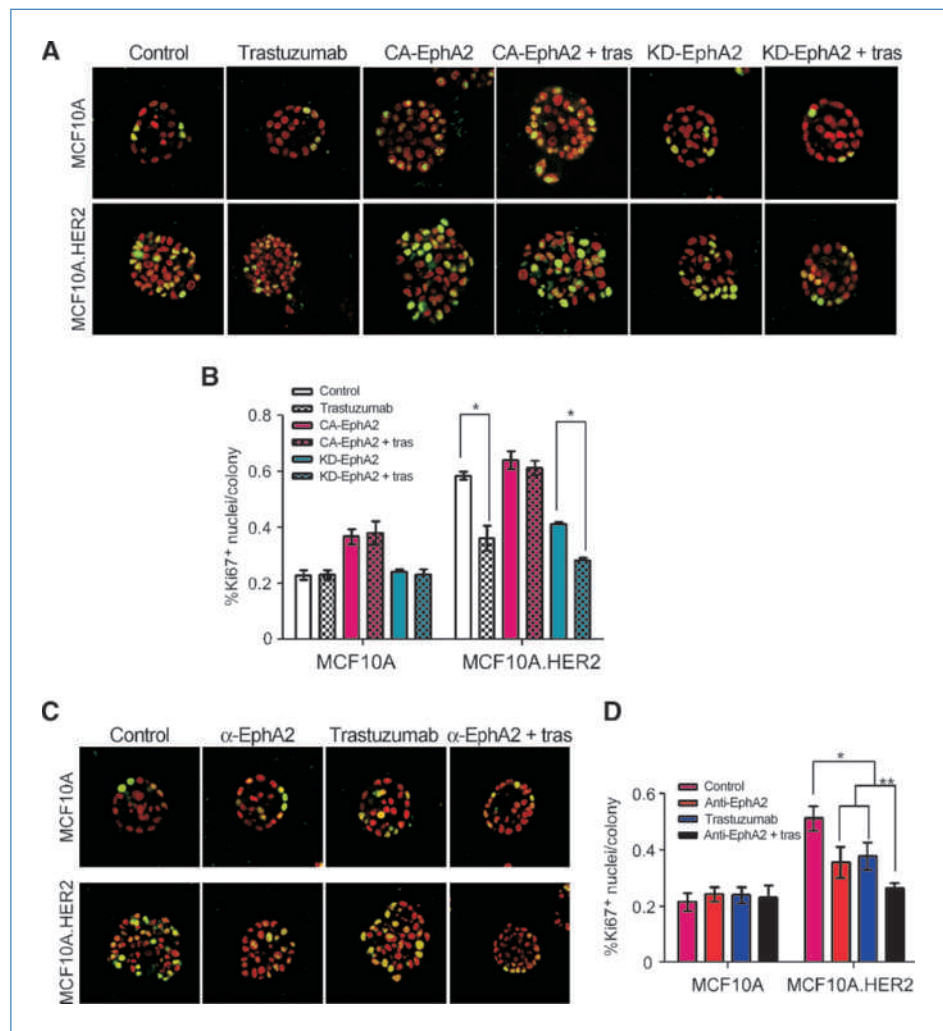 A
Control Trastuzumab CA-EphA2 CA-EphA2 + tras KD-EphA2 KD-EphA2 + tras
MCF10A
MCF10A.HER2
B
Control
Trastuzumab
CA-EphA2
CA-EphA2 + tras
KD-EphA2
KD-EphA2 + tras
* *
%Ki67+ nuclei/colony
0.8
0.6
0.4
0.2
0
MCF10A MCF10A.HER2
C
Control α-EphA2 Trastuzumab α-EphA2 + tras
MCF10A
MCF10A.HER2
D
Control
Anti-EphA2
Trastuzumab
Anti-EphA2 + tras
*
**
%Ki67+ nuclei/colony
0.6
0.4
0.2
0.0
MCF10A MCF10A.HER2